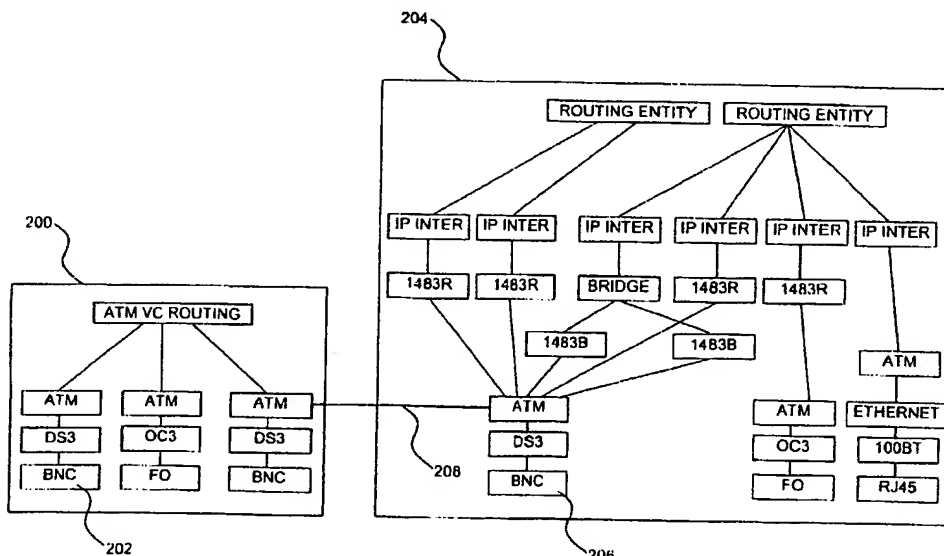 204
ROUTING ENTITY ROUTING ENTITY
200
IP INTER IP INTER IP INTER IP INTER IP INTER IP INTER
1483R 1483R BRIDGE 1483R 1483R
ATM VC ROUTING
1483B 1483B
ATM
ATM ATM ATM
ATM
ATM ETHERNET
DS3 OC3 DS3
DS3
OC3 100BT
BNC FO BNC
BNC
FO RJ45
208
202
206